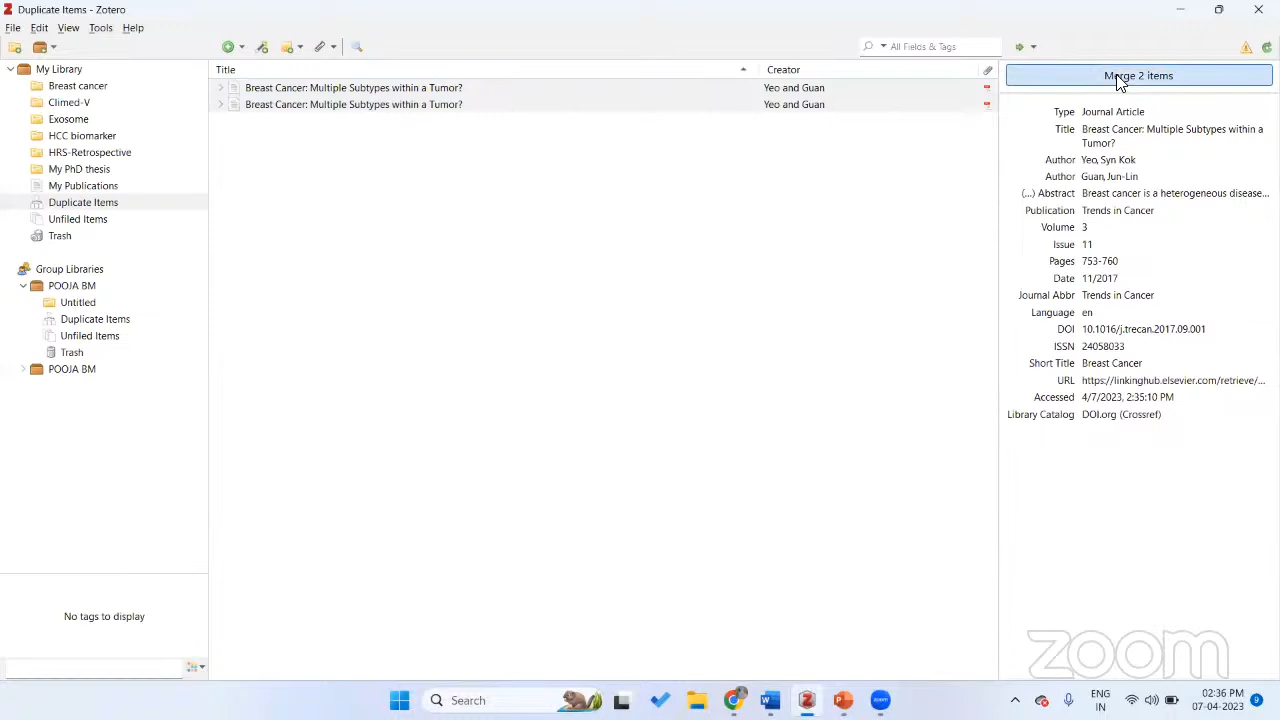 Duplicate Items - Zotero
File Edit View Tools Help
All Fields & Tags
My Library
Breast cancer
Climed-V
Exosome
HCC biomarker
HRS-Retrospective
My PhD thesis
My Publications
Duplicate Items
Unfiled Items
Trash
Group Libraries
POOJA BM
Untitled
Duplicate Items
Unfiled Items
Trash
POOJA BM
No tags to display
Title Creator
Breast Cancer: Multiple Subtypes within a Tumor? Yeo and Guan
Breast Cancer: Multiple Subtypes within a Tumor? Yeo and Guan
Merge 2 items
Type Journal Article
Title Breast Cancer: Multiple Subtypes within a
Tumor?
Author Yeo, Syn Kok
Author Guan, Jun-Lin
(...) Abstract Breast cancer is a heterogeneous disease...
Publication Trends in Cancer
Volume 3
Issue 11
Pages 753-760
Date 11/2017
Journal Abbr Trends in Cancer
Language en
DOI 10.1016/j.trecan.2017.09.001
ISSN 24058033
Short Title Breast Cancer
URL https://linkinghub.elsevier.com/retrieve/...
Accessed 4/7/2023, 2:35:10 PM
Library Catalog DOI.org (Crossref)
zoom
Search
zoom
ENG
IN
02:36 PM
07-04-2023
9